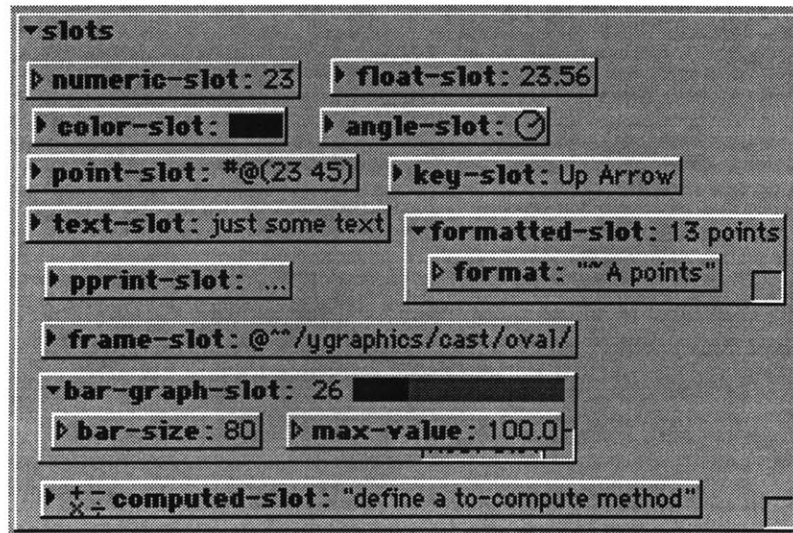 slots
numeric-slot: 23
float-slot: 23.56
color-slot:
angle-slot:
point-slot: #@(23 45)
key-slot: Up Arrow
text-slot: just some text
formatted-slot: 13 points
format: "~A points"
pprint-slot: ...
frame-slot: @^^/ygraphics/cast/oval/
bar-graph-slot: 26
bar-size: 80
max-value: 100.0
+ - × ÷ computed-slot: "define a to-compute method"